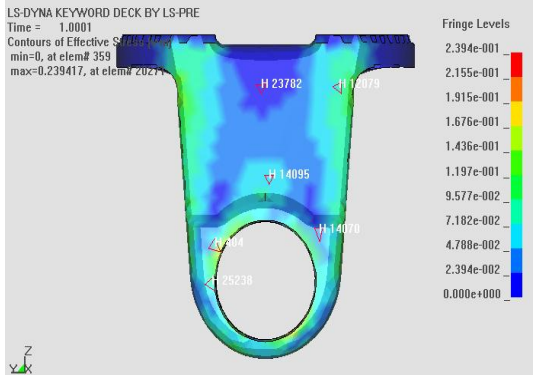 LS-DYNA KEYWORD DECK BY LS-PRE
Time = 1.0001
Contours of Effective
min=0, at elem# 359
max=0.239417, at elem# 20271
Fringe Levels
2.394e-001
2.155e-001
1.915e-001
1.676e-001
1.436e-001
1.197e-001
9.577e-002
7.182e-002
4.788e-002
2.394e-002
0.000e+000
H 23782
H 12079
H 14095
H 14070
H 404
H 25238
Z
Y X